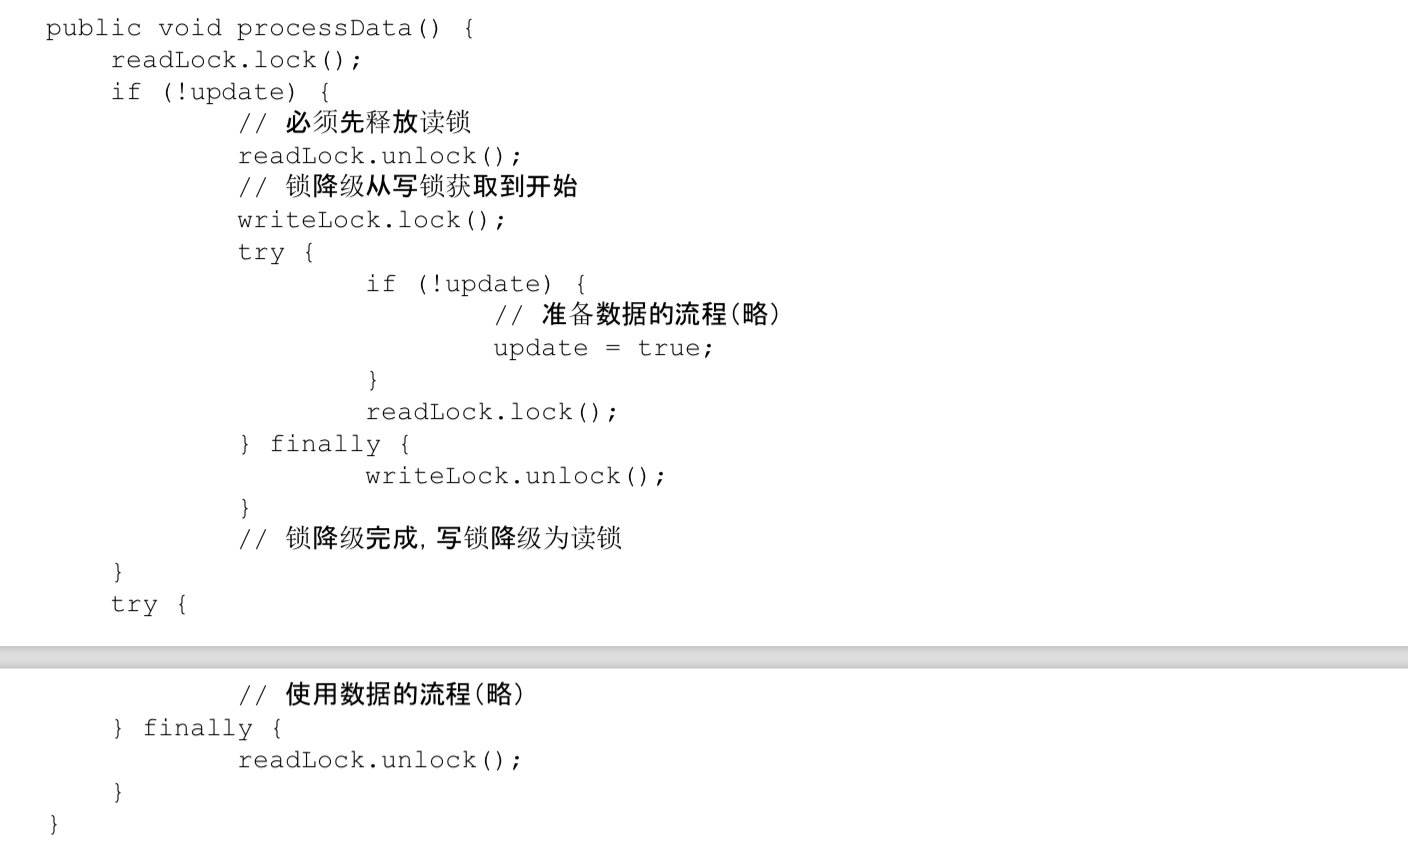 public void processData() {
readLock.lock();
if (!update) {
// 必须先释放读锁
readLock.unlock();
// 锁降级从写锁获取到开始
writeLock.lock();
try {
if (!update) {
// 准备数据的流程(略)
update = true;
}
readLock.lock();
} finally {
writeLock.unlock();
}
// 锁降级完成, 写锁降级为读锁
}
try {
// 使用数据的流程(略)
} finally {
readLock.unlock();
}
}